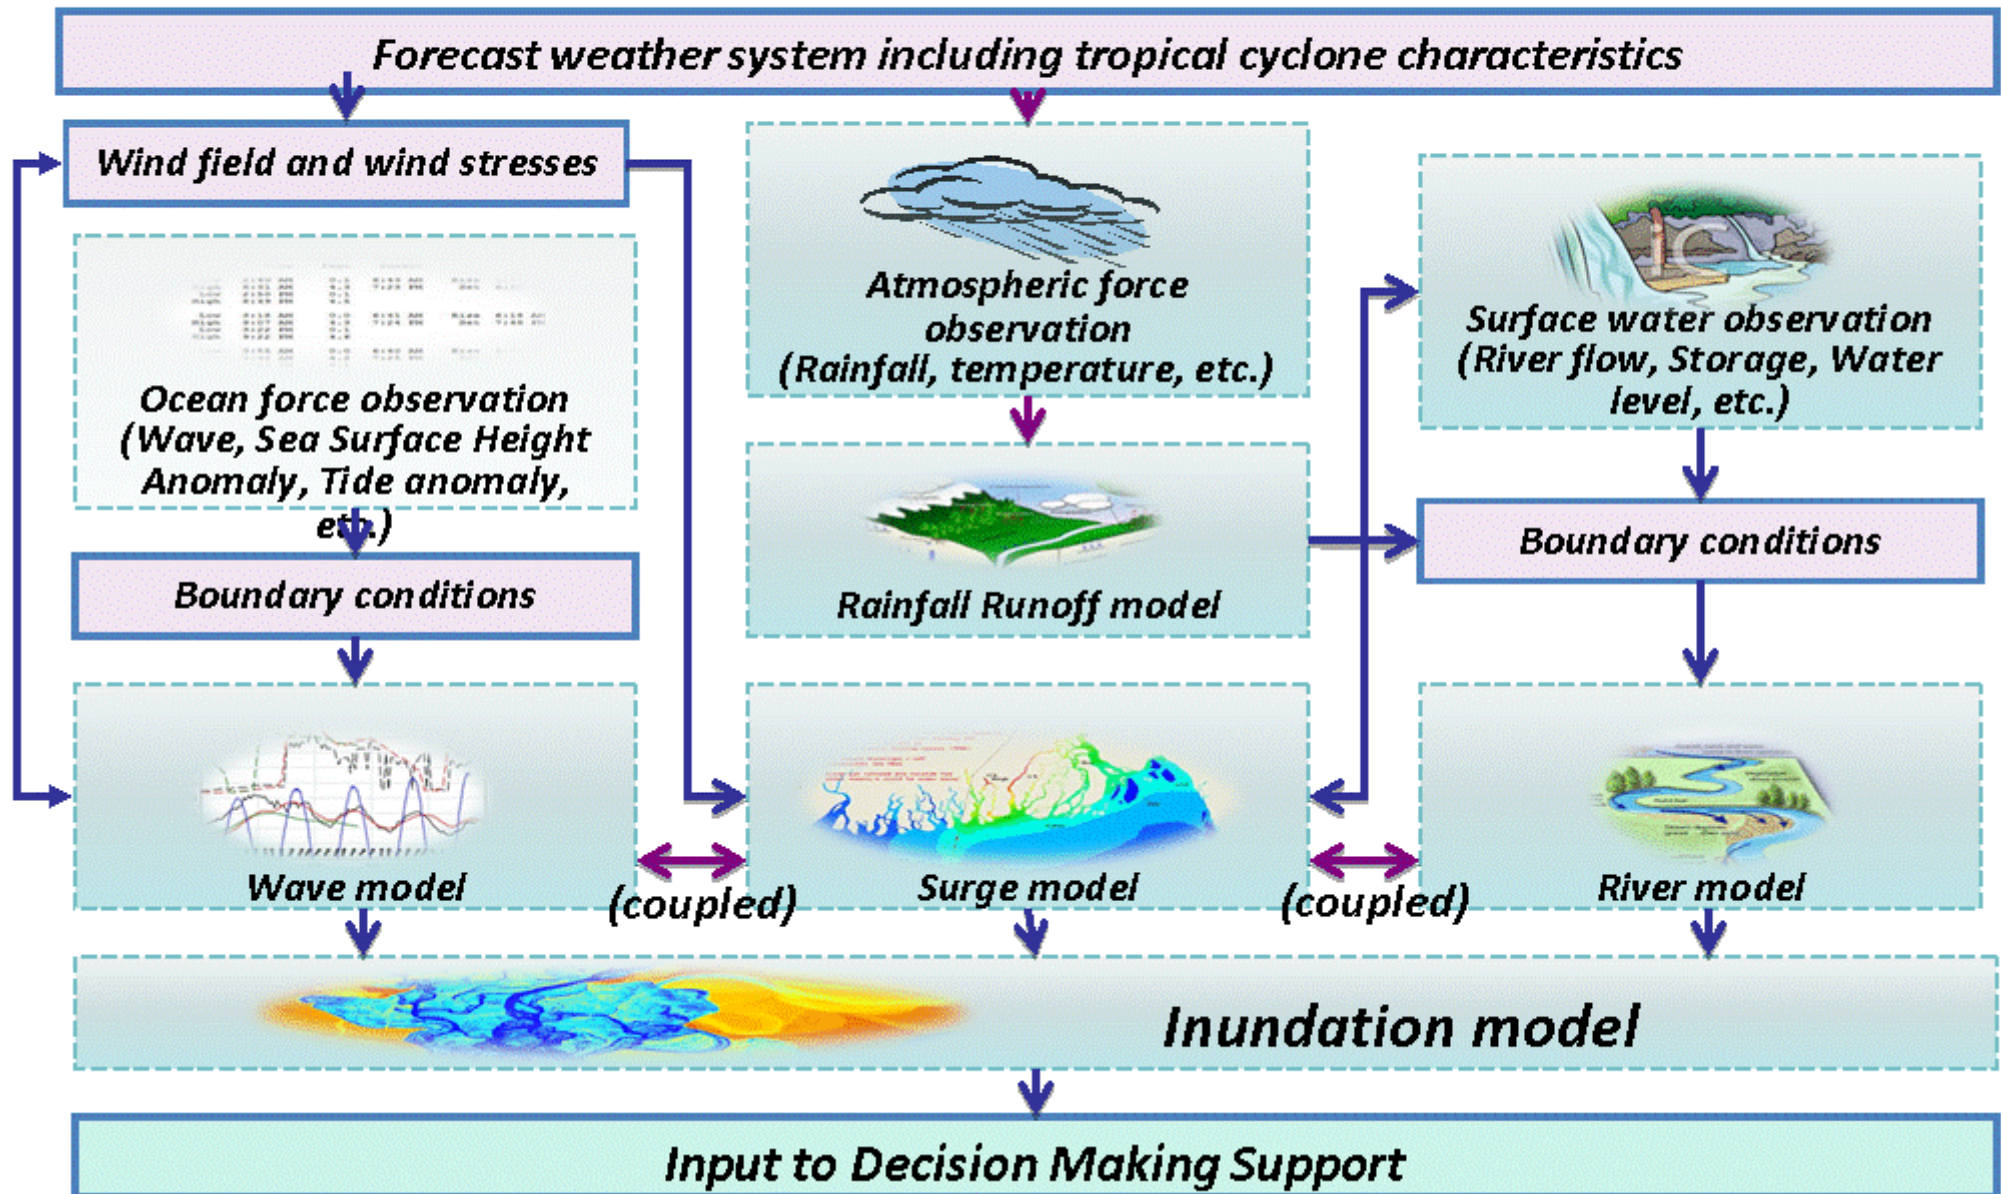 Forecast weather system including tropical cyclone characteristics
Wind field and wind stresses
Ocean force observation
(Wave, Sea Surface Height
Anomaly, Tide anomaly,
etc.)
Boundary conditions
Wave model
Atmospheric force
observation
(Rainfall, temperature, etc.)
Rainfall Runoff model
Surface water observation
(River flow, Storage, Water
level, etc.)
Boundary conditions
(coupled)
Surge model
(coupled)
River model
Inundation model
Input to Decision Making Support